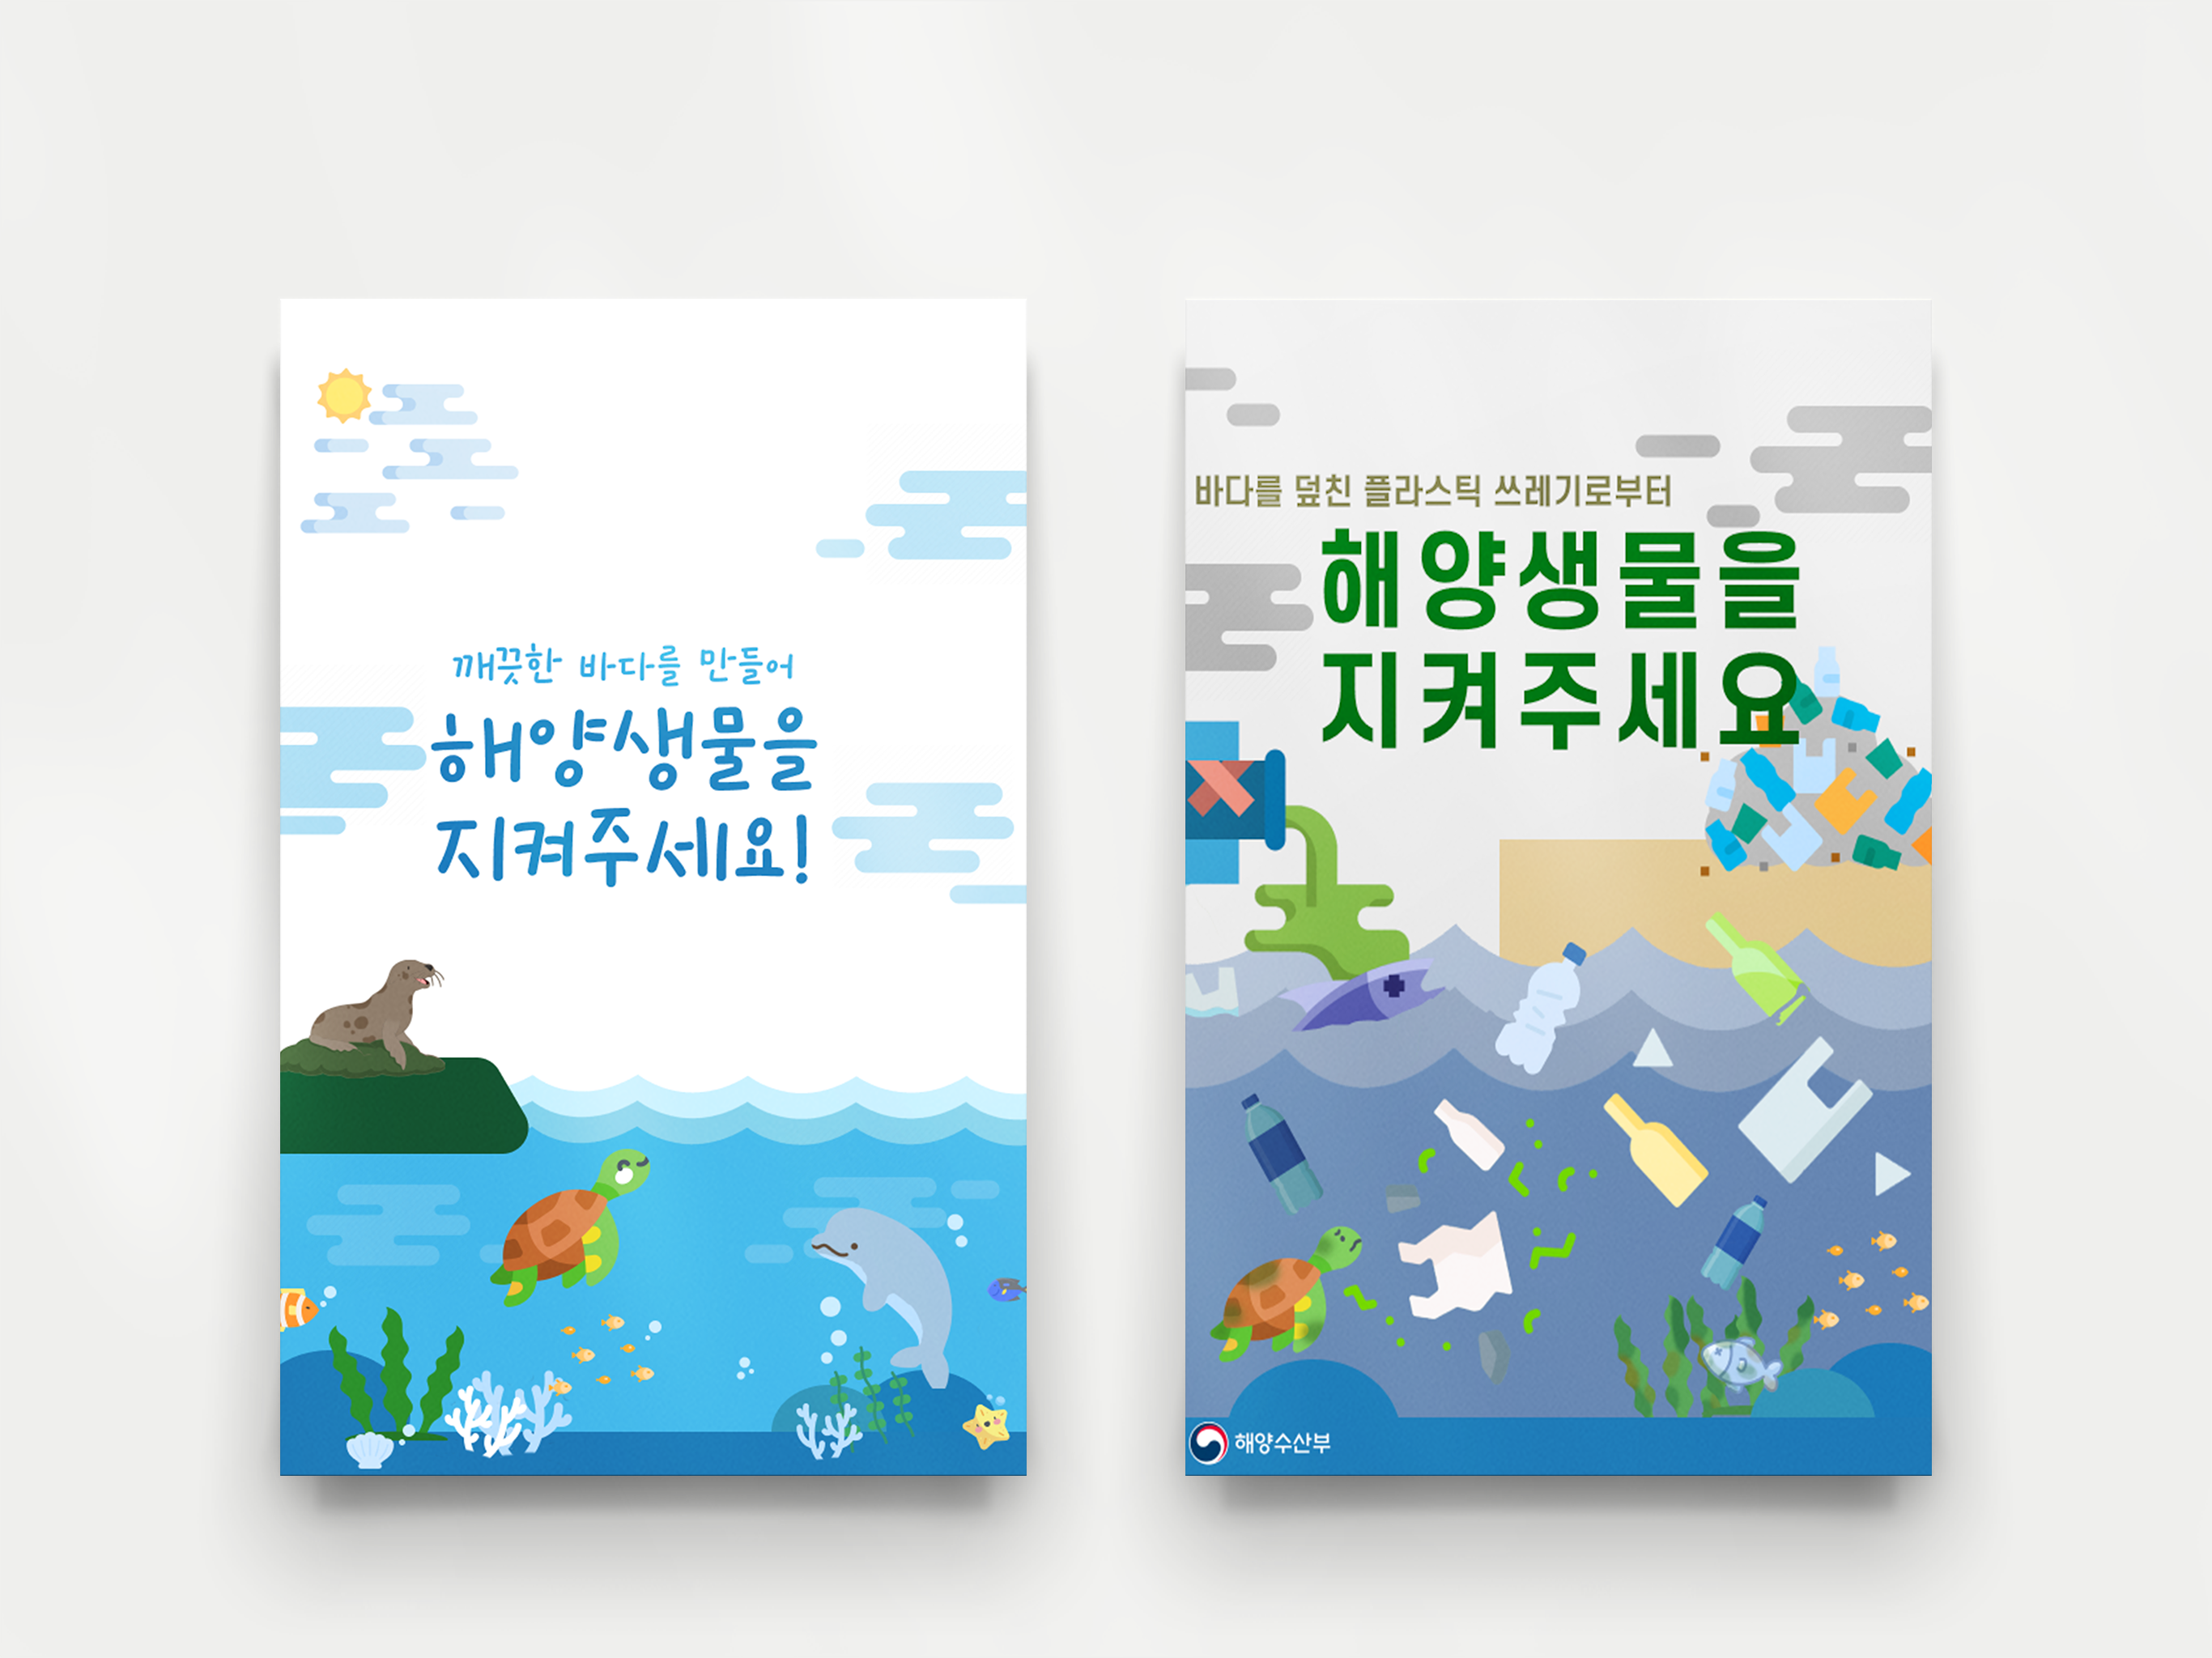 깨끗한 바다를 만들어
해양생물을
지켜주세요!
바다를 덮친 플라스틱 쓰레기로부터
해양생물을
지켜주세요
해양수산부